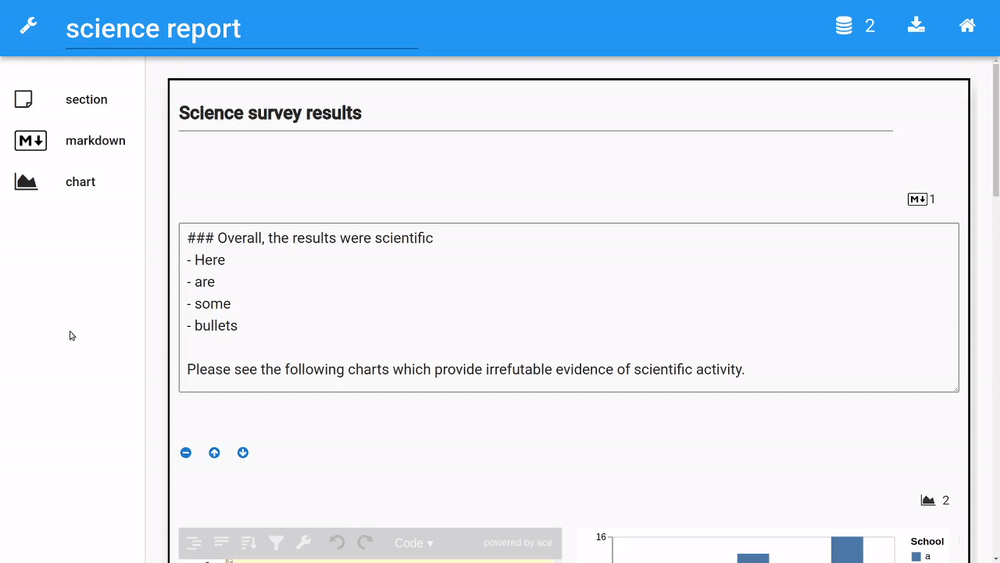 science report
2
section
markdown
chart
Science survey results
M 1
### Overall, the results were scientific
- Here
- are
- some
- bullets
Please see the following charts which provide irrefutable evidence of scientific activity.
2
Code ▾ powered by ace
16
School
a